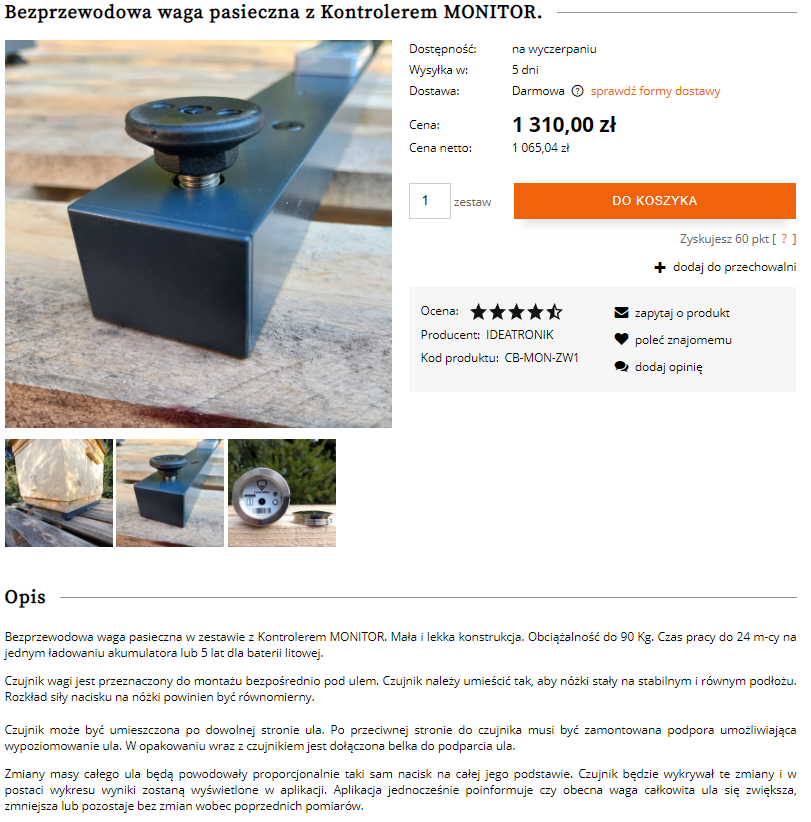 Bezprzewodowa waga pasieczna z Kontrolerem MONITOR.
Dostępność: na wyczerpaniu
Wysyłka w: 5 dni
Dostawa: Darmowa ? sprawdź formy dostawy
Cena: 1 310,00 zł
Cena netto: 1 065,04 zł
1 zestaw DO KOSZYKA
Zyskujesz 60 pkt [ ? ]
dodaj do przechowalni
Ocena:
Producent: IDEATRONIK
Kod produktu: CB-MON-ZW1
zapytaj o produkt
poleć znajomemu
dodaj opinię
Opis
Bezprzewodowa waga pasieczna w zestawie z Kontrolerem MONITOR. Mała i lekka konstrukcja. Obciążalność do 90 Kg. Czas pracy do 24 m-cy na
jednym ładowaniu akumulatora lub 5 lat dla baterii litowej.
Czujnik wagi jest przeznaczony do montażu bezpośrednio pod ulem. Czujnik należy umieścić tak, aby nóżki stały na stabilnym i równym podłożu.
Rozkład siły nacisku na nóżki powinien być równomierny.
Czujnik może być umieszczona po dowolnej stronie ula. Po przeciwnej stronie do czujnika musi być zamontowana podpora umożliwiająca
wypoziomowanie ula. W opakowaniu wraz z czujnikiem jest dołączona belka do podparcia ula.
Zmiany masy całego ula będą powodowały proporcjonalnie taki sam nacisk na całej jego podstawie. Czujnik będzie wykrywał te zmiany i w
postaci wykresu wyniki zostaną wyświetlone w aplikacji. Aplikacja jednocześnie poinformuje czy obecna waga całkowita ula się zwiększa,
zmniejsza lub pozostaje bez zmian wobec poprzednich pomiarów.